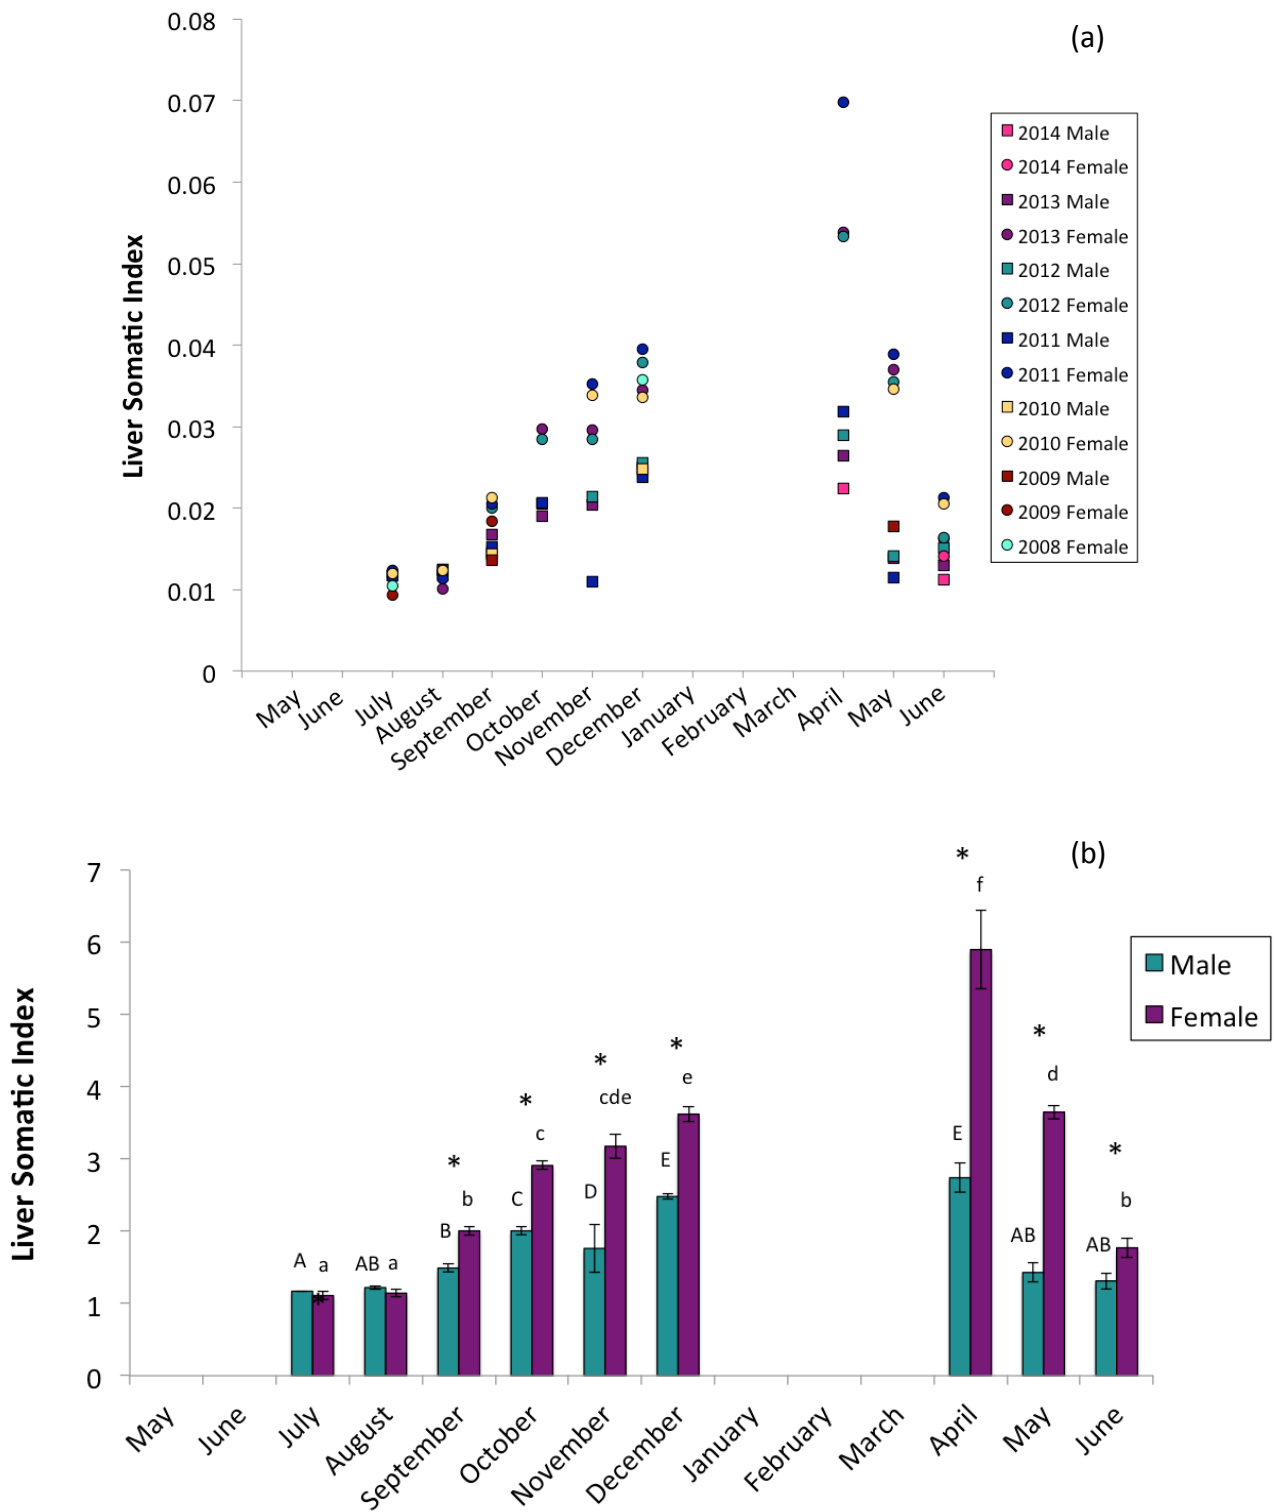 (a)
Liver Somatic Index
0.08
0.07
0.06
0.05
0.04
0.03
0.02
0.01
0
May
June
July
August
September
October
November
December
January
February
March
April
May
June
2014 Male
2014 Female
2013 Male
2013 Female
2012 Male
2012 Female
2011 Male
2011 Female
2010 Male
2010 Female
2009 Male
2009 Female
2008 Female
(b)
Liver Somatic Index
7
6
5
4
3
2
1
0
A a
AB a
*
B b
*
C c
*
D cde
*
E e
*
E f
*
AB d
*
AB b
*
May
June
July
August
September
October
November
December
January
February
March
April
May
June
Male
Female